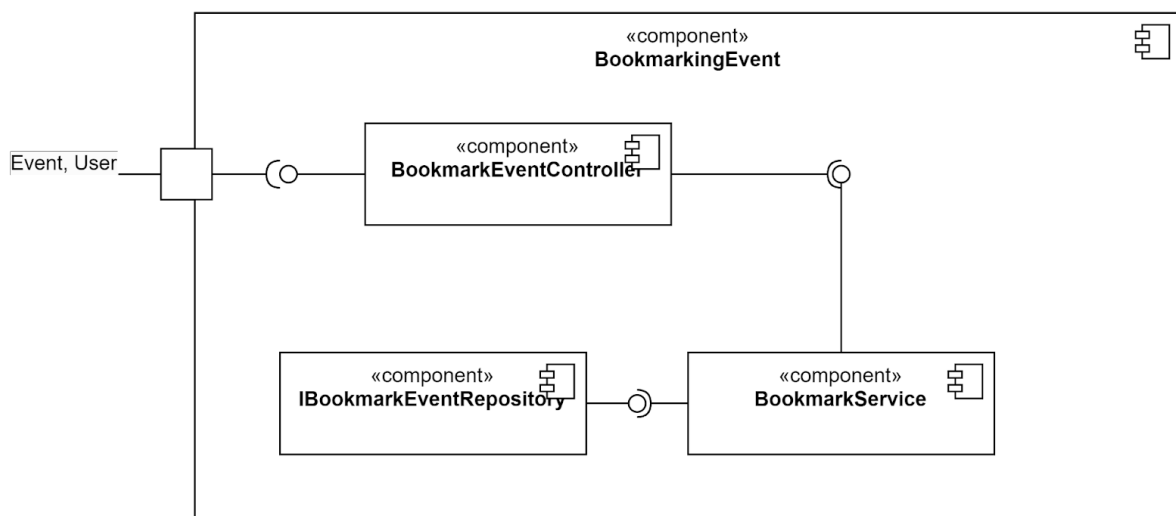 «component»
BookmarkingEvent
«component»
BookmarkEventController
Event, User
«component»
IBookmarkEventRepository
«component»
BookmarkService